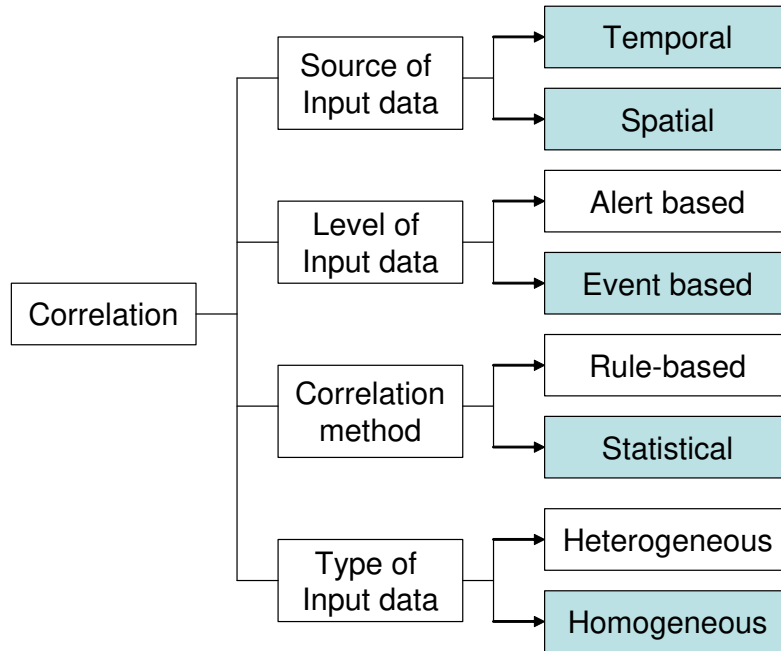 Correlation
Source of
Input data
Temporal
Spatial
Level of
Input data
Alert based
Event based
Correlation
method
Rule-based
Statistical
Type of
Input data
Heterogeneous
Homogeneous